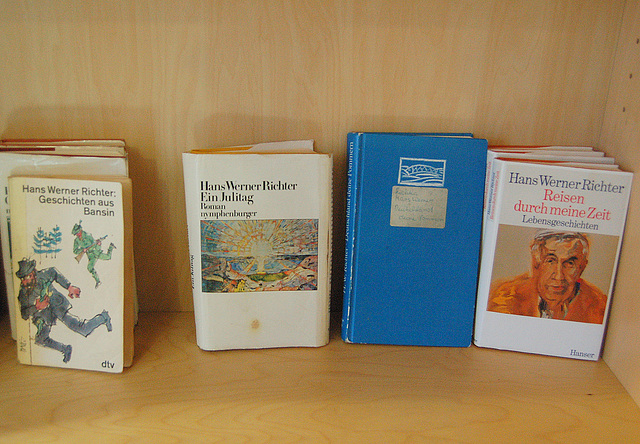 Hans Werner Richter:
Geschichten aus
Bansin
dtv
Hans Werner Richter
Ein Julitag
Roman
nymphenburger
Hans Werner Richter
Reisen
durch meine Zeit
Lebensgeschichten
Hanser